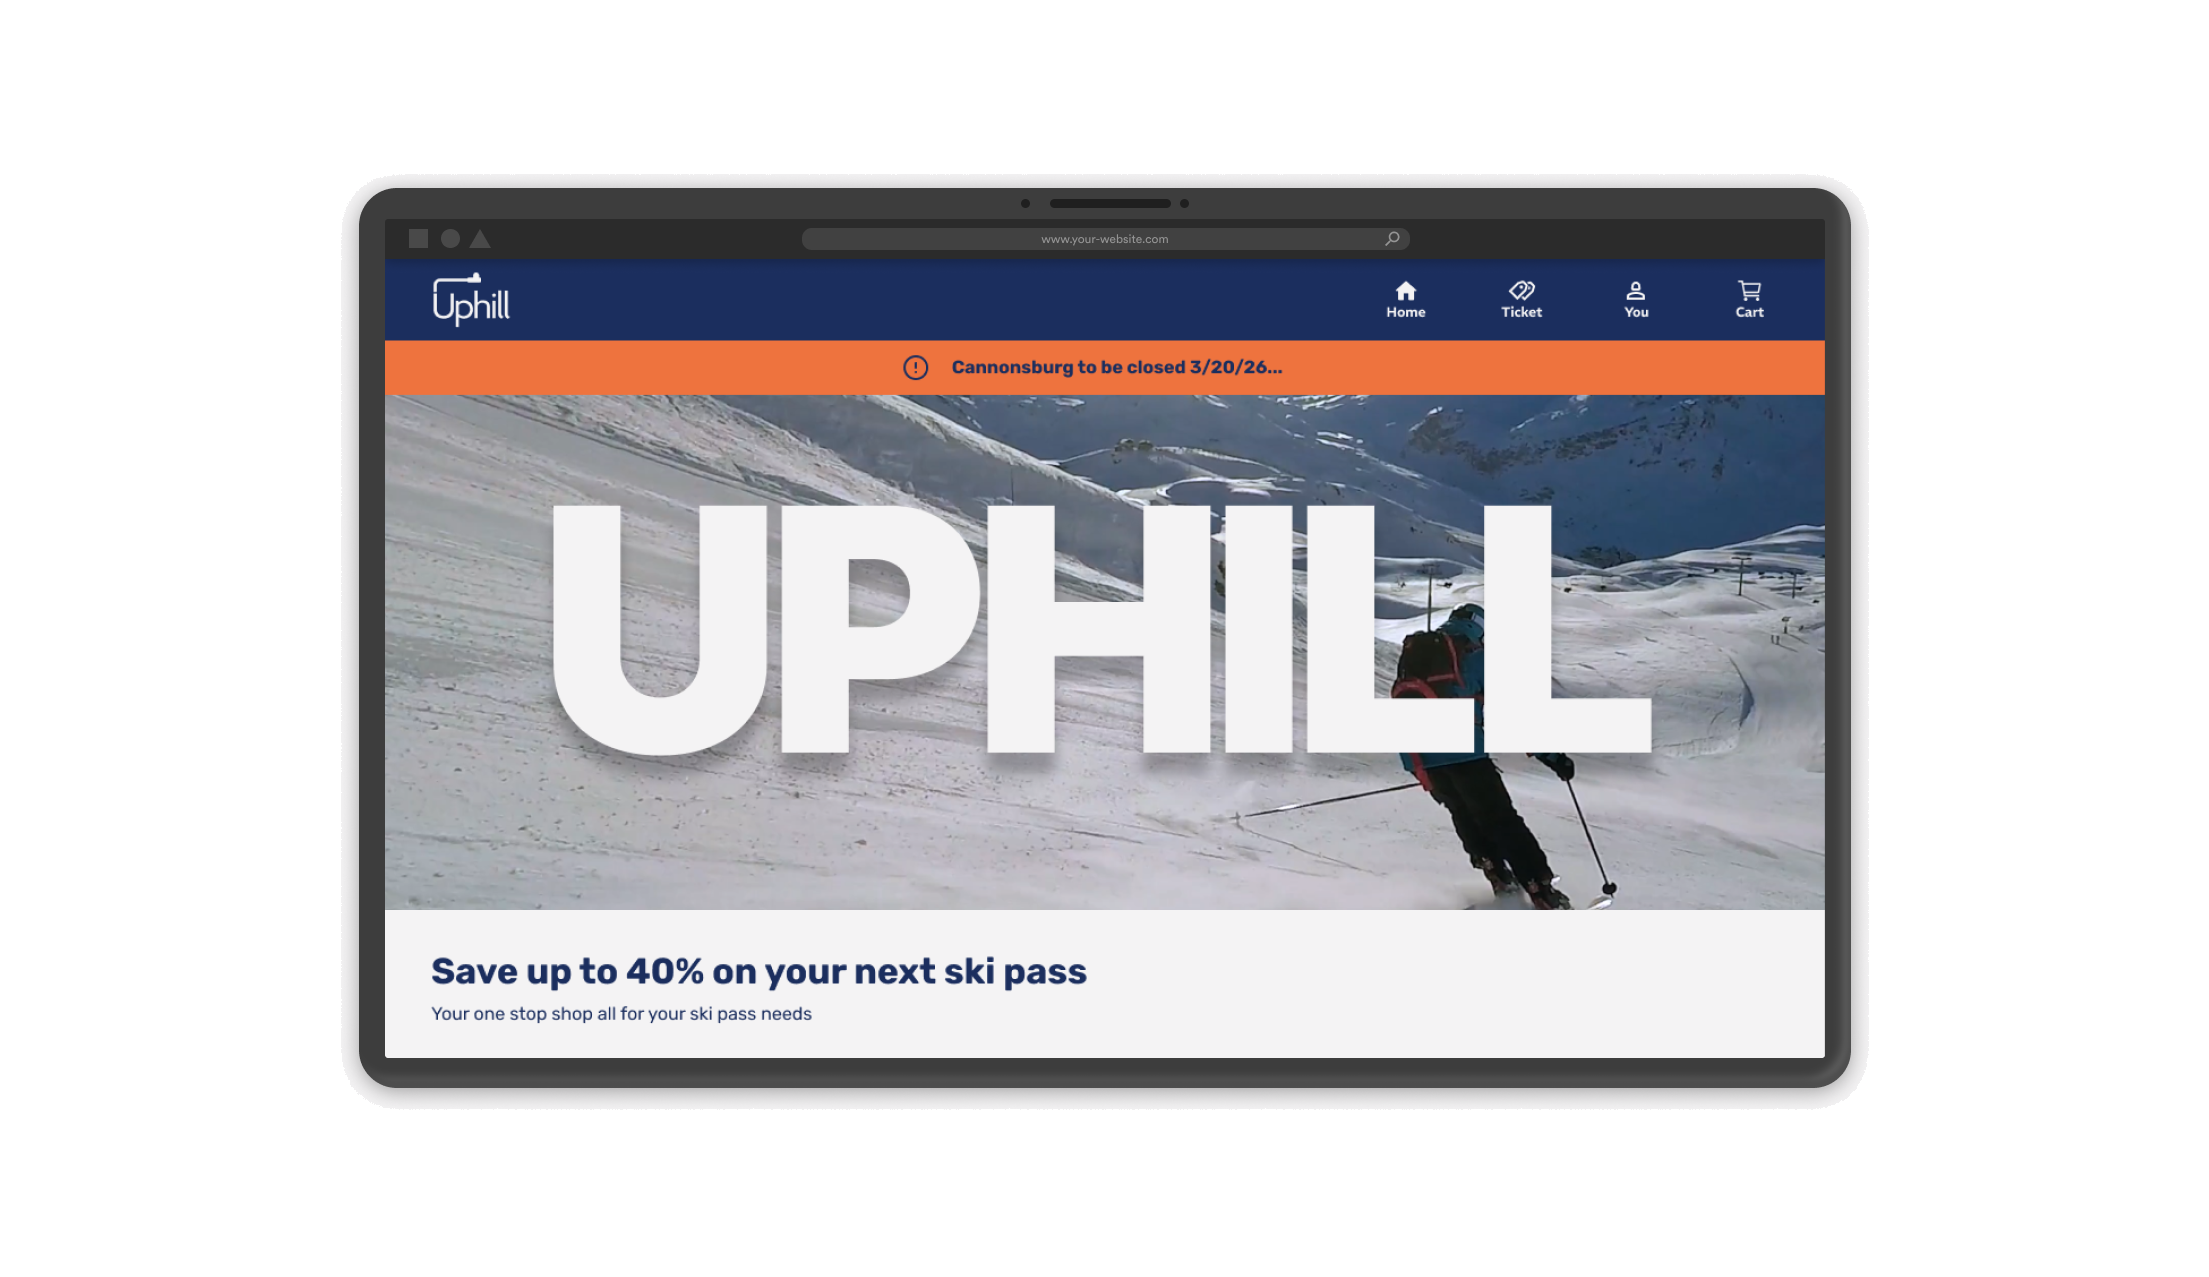 www.your-website.com
Uphill
Home
Ticket
You
Cart
Cannonsburg to be closed 3/20/26...
UPHILL
Save up to 40% on your next ski pass
Your one stop shop all for your ski pass needs